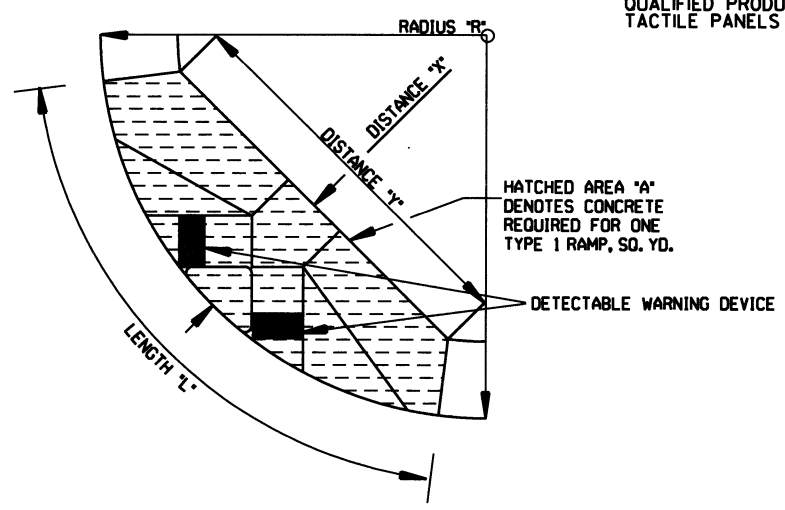 QUALIFIED PRODU
TACTILE PANELS
RADIUS "R"
DISTANCE "X"
DISTANCE "Y"
HATCHED AREA "A"
DENOTES CONCRETE
REQUIRED FOR ONE
TYPE 1 RAMP, SQ. YD.
DETECTABLE WARNING DEVICE
LENGTH "L"